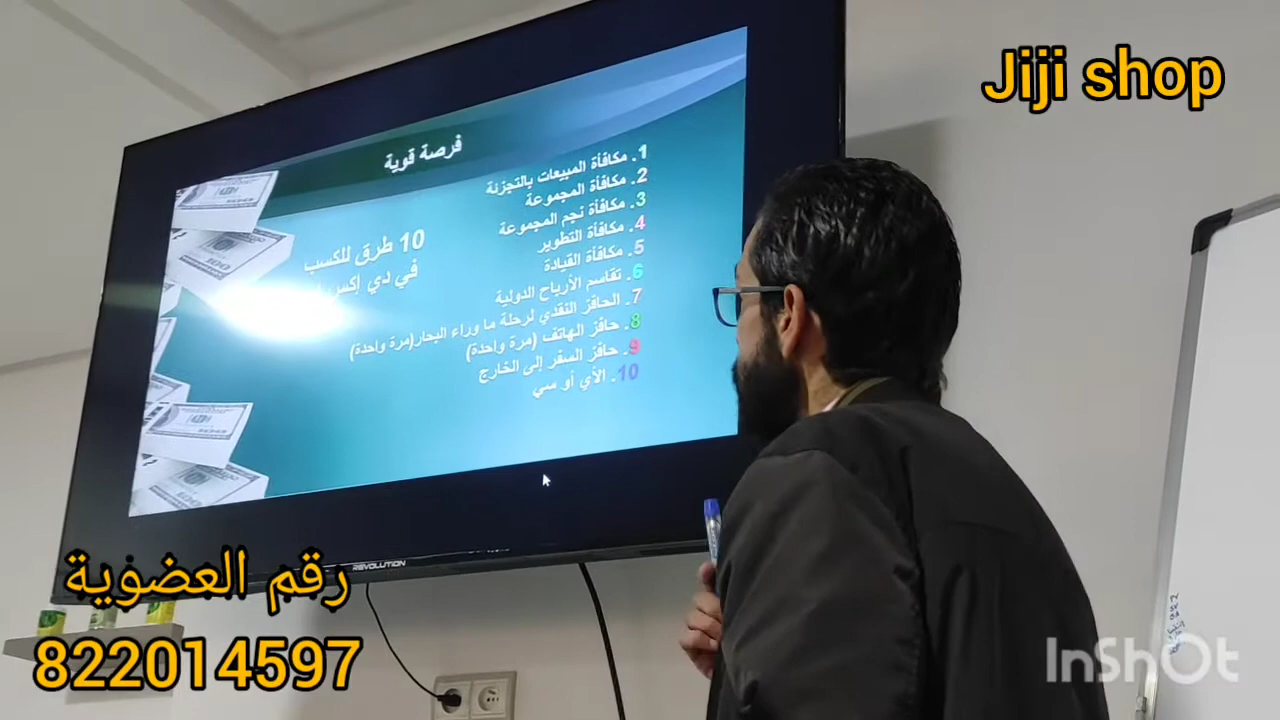 Jiji shop
فرصة قوية
10 طرق للكسب
في دي إكس
1. مكافأة المبيعات بالتجزئة
2. مكافأة المجموعة
3. مكافأة نجم المجموعة
4. مكافأة التطوير
5. مكافأة القيادة
6. تقاسم الأرباح الدولية
7. الحافز النقدي لرحلة ما وراء البحار(مرة واحدة)
8. حافز الهاتف (مرة واحدة)
9. حافز السفر إلى الخارج
10. الأي أو سي
REVOLUTION
رقم العضوية
822014597
InShOt